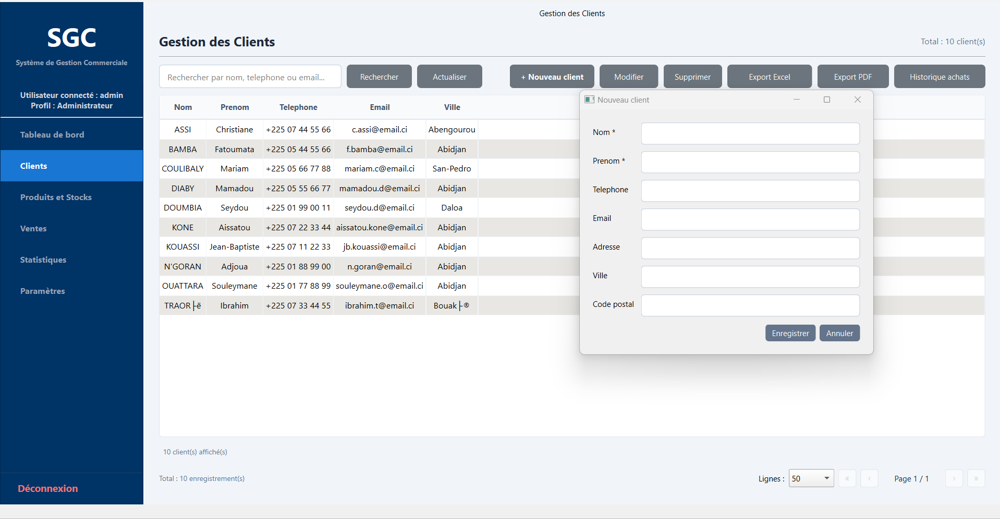 Gestion des Clients
SGC
Système de Gestion Commerciale
Utilisateur connecté : admin
Profil : Administrateur
Tableau de bord
Clients
Produits et Stocks
Ventes
Statistiques
Paramètres
Déconnexion
Gestion des Clients
Total : 10 client(s)
Rechercher par nom, telephone ou email...
Rechercher
Actualiser
+ Nouveau client
Modifier
Supprimer
Export Excel
Export PDF
Historique achats
Nom Prenom Telephone Email Ville
ASSI Christiane +225 07 44 55 66 c.assi@email.ci Abengourou
BAMBA Fatoumata +225 05 44 55 66 f.bamba@email.ci Abidjan
COULIBALY Mariam +225 05 66 77 88 mariam.c@email.ci San-Pedro
DIABY Mamadou +225 05 55 66 77 mamadou.d@email.ci Abidjan
DOUMBIA Seydou +225 01 99 00 11 seydou.d@email.ci Daloa
KONE Aissatou +225 07 22 33 44 aissatou.kone@email.ci Abidjan
KOUASSI Jean-Baptiste +225 07 11 22 33 jb.kouassi@email.ci Abidjan
N'GORAN Adjoua +225 01 88 99 00 n.goran@email.ci Abidjan
OUATTARA Souleymane +225 01 77 88 99 souleymane.o@email.ci Abidjan
TRAOR├ë Ibrahim +225 07 33 44 55 ibrahim.t@email.ci Bouak├®
Nouveau client
Nom *
Prenom *
Telephone
Email
Adresse
Ville
Code postal
Enregistrer
Annuler
10 client(s) affiché(s)
Total : 10 enregistrement(s)
Lignes : 50 « ‹ Page 1 / 1 › »